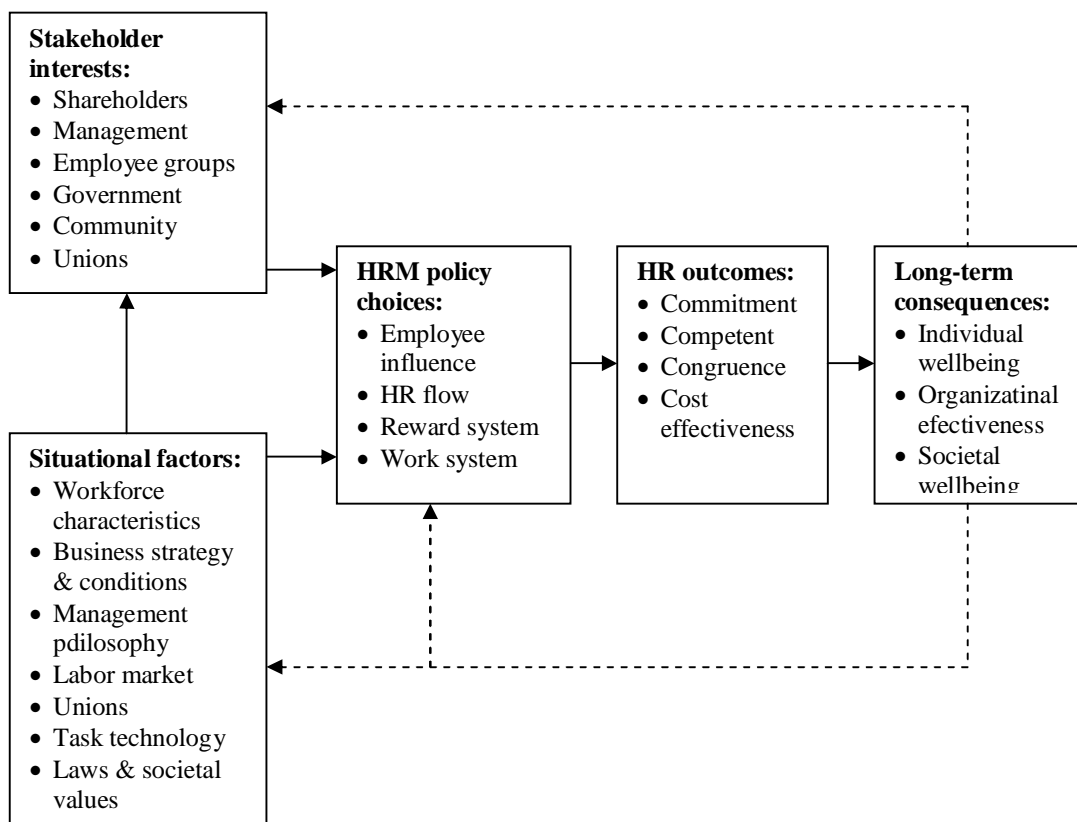 Stakeholder
interests:
• Shareholders
• Management
• Employee groups
• Government
• Community
• Unions
HRM policy
choices:
• Employee
influence
• HR flow
• Reward system
• Work system
HR outcomes:
• Commitment
• Competent
• Congruence
• Cost
effectiveness
Long-term
consequences:
• Individual
wellbeing
• Organizatinal
efectiveness
• Societal
wellbeing
Situational factors:
• Workforce
characteristics
• Business strategy
& conditions
• Management
pdilosophy
• Labor market
• Unions
• Task technology
• Laws & societal
values